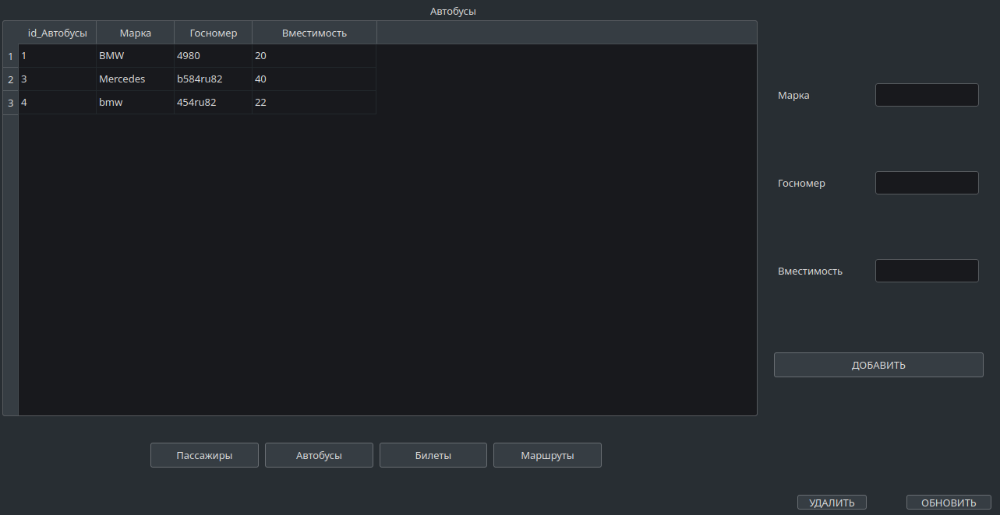 Автобусы
id_Автобусы Марка Госномер Вместимость
1 1 BMW 4980 20
2 3 Mercedes b584ru82 40
3 4 bmw 454ru82 22
Марка
Госномер
Вместимость
ДОБАВИТЬ
Пассажиры Автобусы Билеты Маршруты
УДАЛИТЬ ОБНОВИТЬ